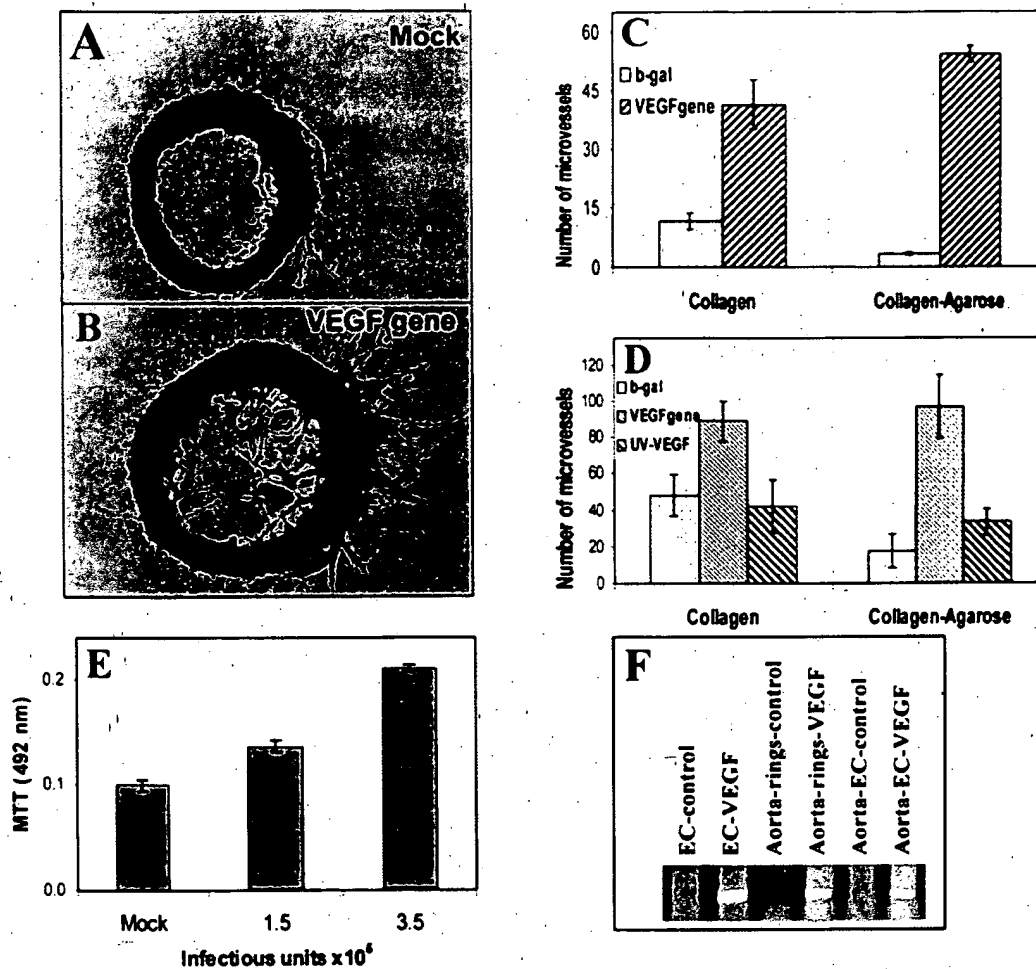 A
Mock
B
VEGF gene
C
60
45
30
15
0
Number of microvessels
b-gal
VEGFgene
Collagen
Collagen-Agarose
D
120
100
80
60
40
20
0
Number of microvessels
b-gal
VEGFgene
UV-VEGF
Collagen
Collagen-Agarose
E
0.2
0.1
0.0
MTT (492 nm)
Mock
1.5
3.5
Infectious units x10
F
EC-control
EC-VEGF
Aorta-rings-control
Aorta-rings-VEGF
Aorta-EC-control
Aorta-EC-VEGF